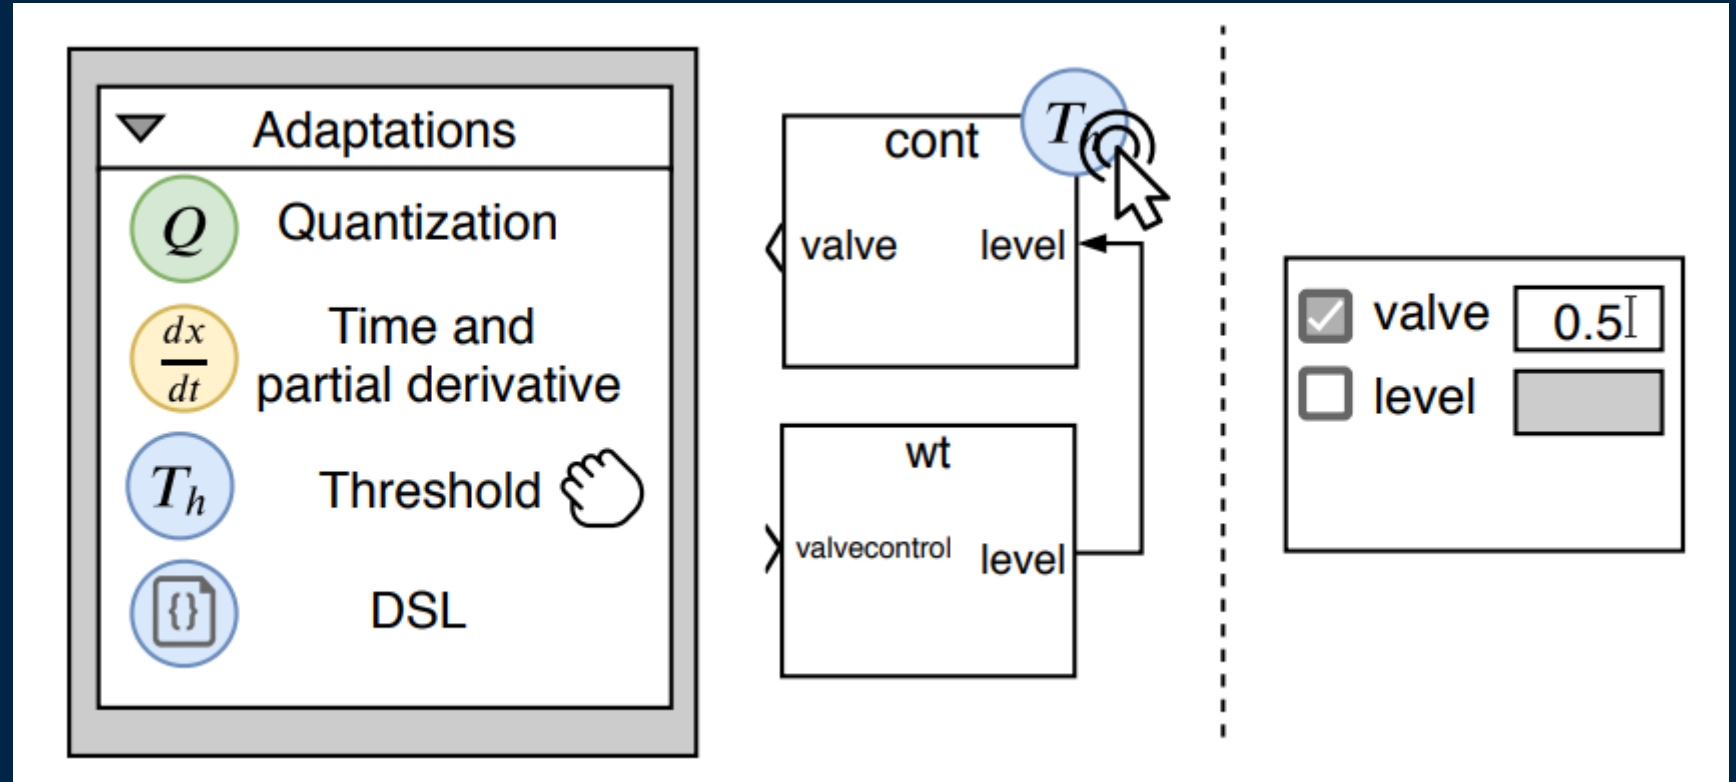 Adaptations
Q Quantization
dx
dt
Time and
partial derivative
Th Threshold
{} DSL
Th
cont
valve level
wt
valvecontrol level
valve 0.5
level